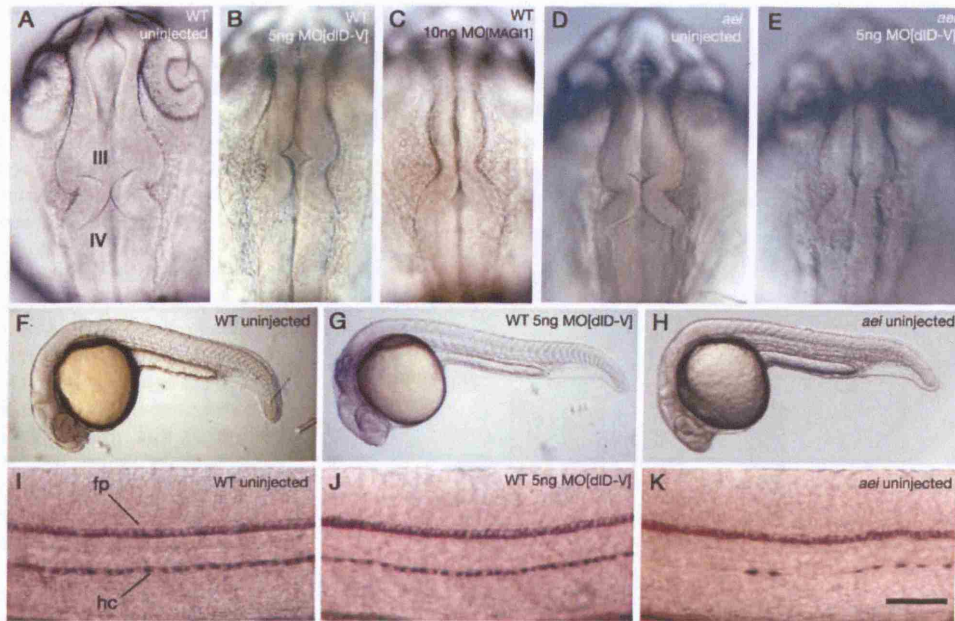 A
WT
uninjected
III
IV
B
WT
5ng MO[dlD-V]
C
WT
10ng MO[MAGI1]
D
aei
uninjected
E
aei
5ng MO[dlD-V]
F
WT uninjected
G
WT 5ng MO[dlD-V]
H
aei uninjected
I
WT uninjected
fp
hc
J
WT 5ng MO[dlD-V]
K
aei uninjected